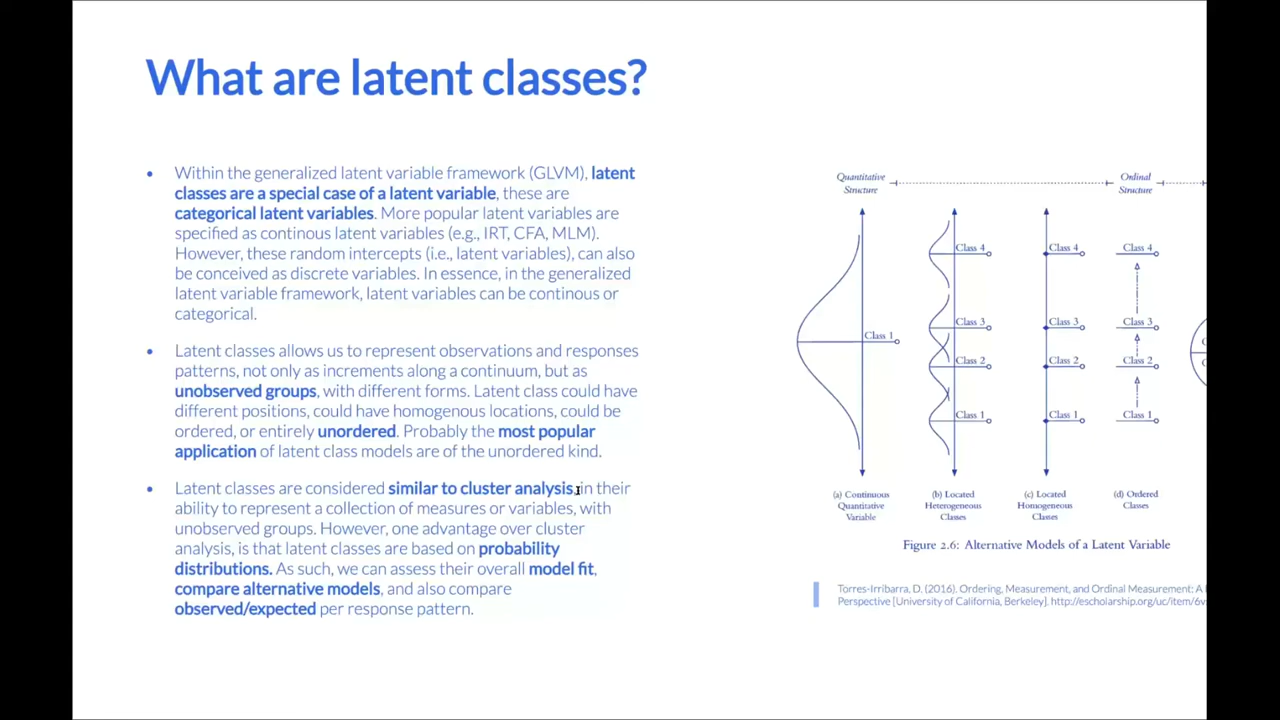 What are latent classes?
• Within the generalized latent variable framework (GLVM), latent
classes are a special case of a latent variable, these are
categorical latent variables. More popular latent variables are
specified as continous latent variables (e.g., IRT, CFA, MLM).
However, these random intercepts (i.e., latent variables), can also
be conceived as discrete variables. In essence, in the generalized
latent variable framework, latent variables can be continous or
categorical.
• Latent classes allows us to represent observations and responses
patterns, not only as increments along a continuum, but as
unobserved groups, with different forms. Latent class could have
different positions, could have homogenous locations, could be
ordered, or entirely unordered. Probably the most popular
application of latent class models are of the unordered kind.
• Latent classes are considered similar to cluster analysis, in their
ability to represent a collection of measures or variables, with
unobserved groups. However, one advantage over cluster
analysis, is that latent classes are based on probability
distributions. As such, we can assess their overall model fit,
compare alternative models, and also compare
observed/expected per response pattern.
Quantitative
Structure
Ordinal
Structure
Class 1
Class 4
Class 3
Class 2
Class 1
Class 4
Class 3
Class 2
Class 1
Class 4
Class 3
Class 2
Class 1
(a) Continuous
Quantitative
Variable
(b) Located
Heterogeneous
Classes
(c) Located
Homogeneous
Classes
(d) Ordered
Classes
Figure 2.6: Alternative Models of a Latent Variable
Torres-Irribarra, D. (2016). Ordering, Measurement, and Ordinal Measurement: A
Perspective [University of California, Berkeley]. http://escholarship.org/uc/item/6v